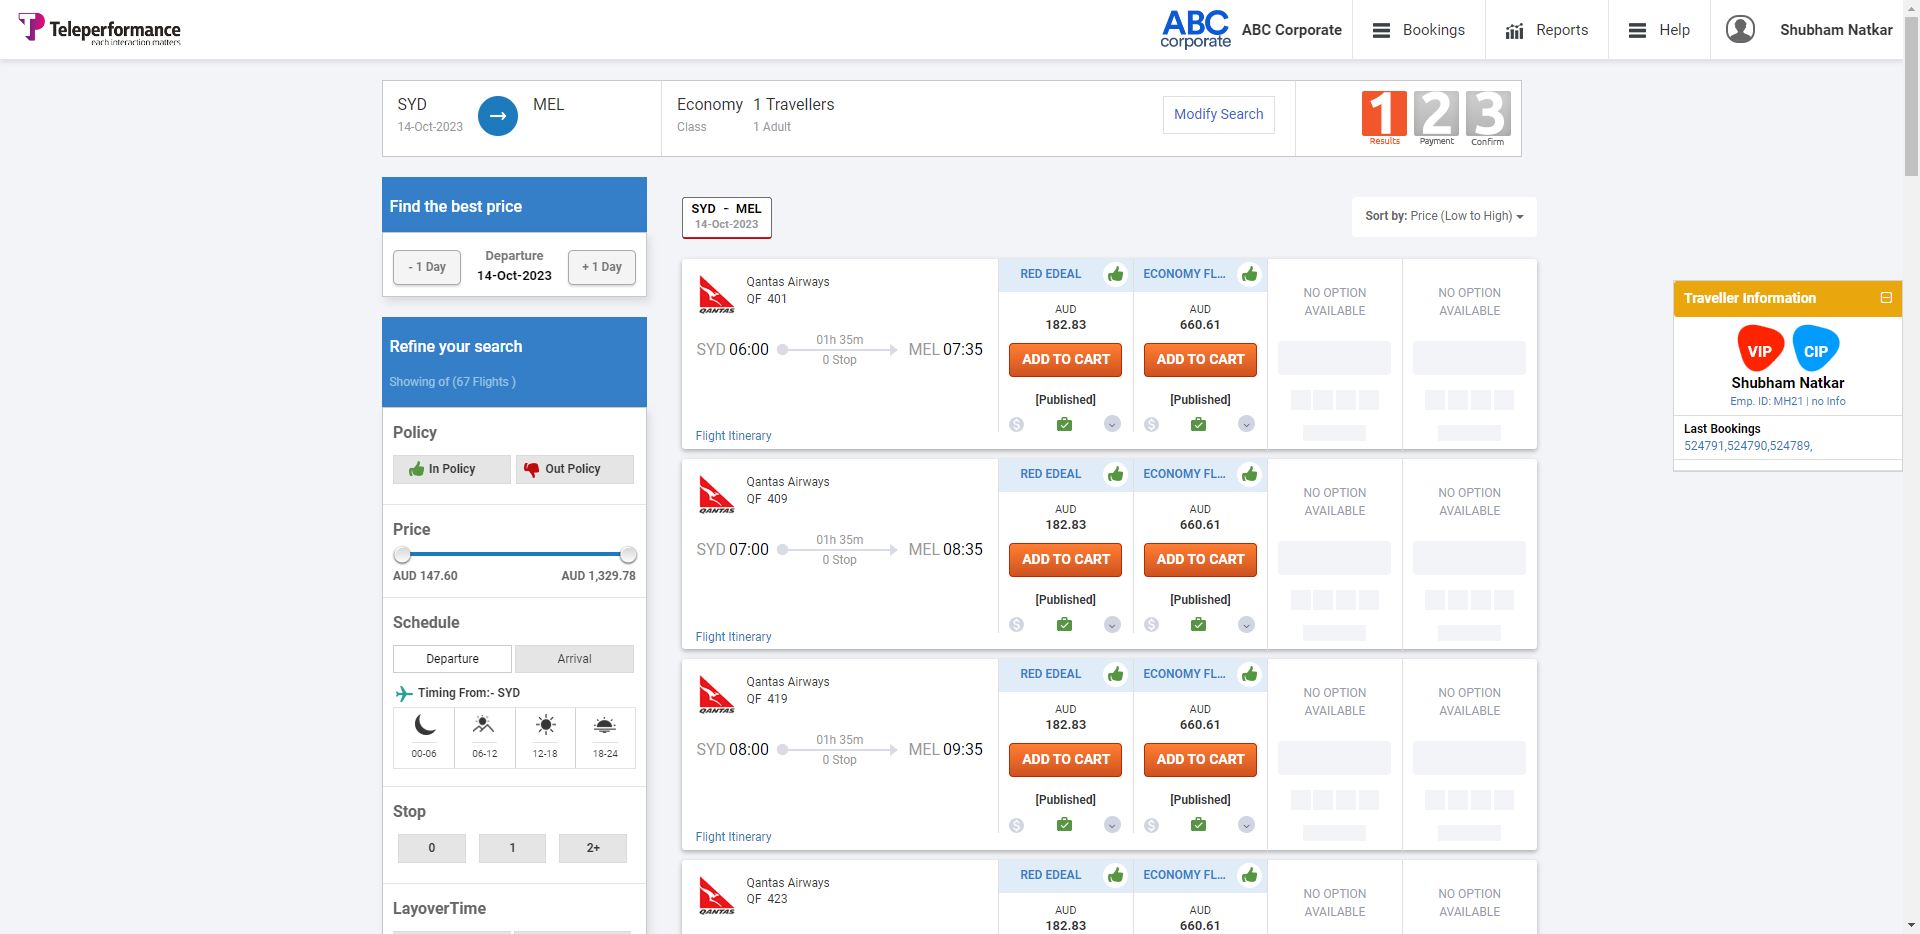 Teleperformance
each interaction matters
ABC
corporate
ABC Corporate
Bookings
Reports
Help
Shubham Natkar
SYD
14-Oct-2023
MEL
Economy
Class
1 Travellers
1 Adult
Modify Search
1
Results
2
Payment
3
Confirm
Find the best price
- 1 Day
Departure
14-Oct-2023
+ 1 Day
Refine your search
Showing of (67 Flights )
Policy
In Policy
Out Policy
Price
AUD 147.60
AUD 1,329.78
Schedule
Departure
Arrival
Timing From:- SYD
00-06
06-12
12-18
18-24
Stop
0
1
2+
LayoverTime
SYD - MEL
14-Oct-2023
Sort by: Price (Low to High)
QANTAS
Qantas Airways
QF 401
SYD 06:00
01h 35m
0 Stop
MEL 07:35
Flight Itinerary
RED EDEAL
AUD
182.83
ADD TO CART
[Published]
$
ECONOMY FL...
AUD
660.61
ADD TO CART
[Published]
$
NO OPTION
AVAILABLE
NO OPTION
AVAILABLE
QANTAS
Qantas Airways
QF 409
SYD 07:00
01h 35m
0 Stop
MEL 08:35
Flight Itinerary
RED EDEAL
AUD
182.83
ADD TO CART
[Published]
$
ECONOMY FL...
AUD
660.61
ADD TO CART
[Published]
$
NO OPTION
AVAILABLE
NO OPTION
AVAILABLE
QANTAS
Qantas Airways
QF 419
SYD 08:00
01h 35m
0 Stop
MEL 09:35
Flight Itinerary
RED EDEAL
AUD
182.83
ADD TO CART
[Published]
$
ECONOMY FL...
AUD
660.61
ADD TO CART
[Published]
$
NO OPTION
AVAILABLE
NO OPTION
AVAILABLE
QANTAS
Qantas Airways
QF 423
RED EDEAL
AUD
182.83
ECONOMY FL...
AUD
660.61
NO OPTION
AVAILABLE
NO OPTION
AVAILABLE
Traveller Information
VIP
CIP
Shubham Natkar
Emp. ID: MH21 | no Info
Last Bookings
524791,524790,524789,